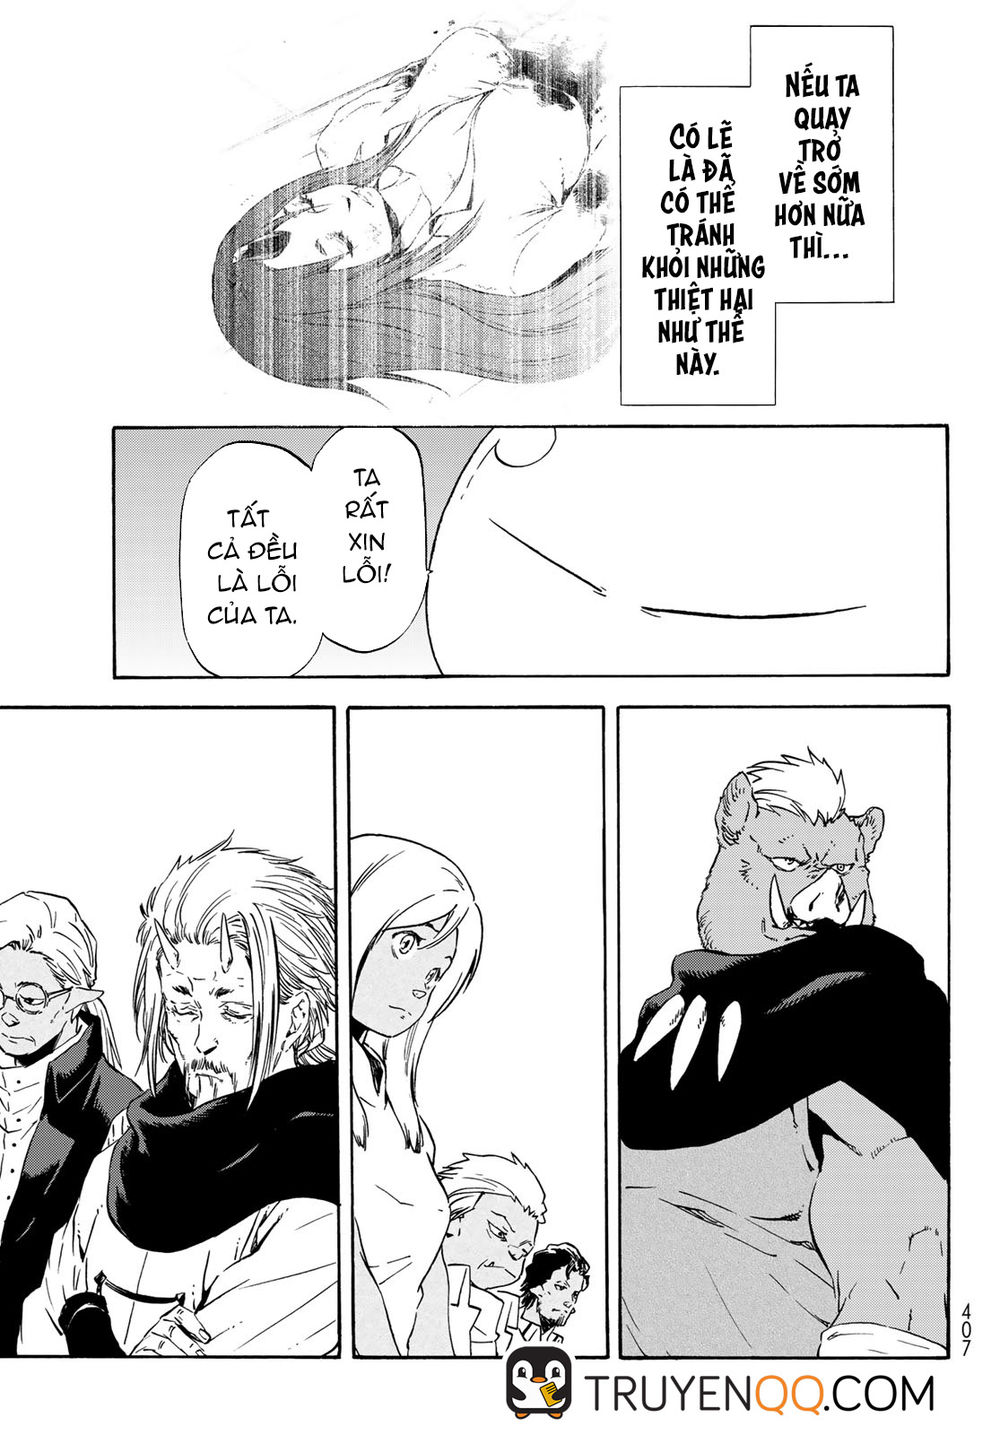 NẾU TA
QUAY
TRỞ
VỀ SỚM
HƠN NỮA
THÌ...
CÓ LẼ
LÀ ĐÃ
CÓ THỂ
TRÁNH
KHỎI NHỮNG
THIỆT HẠI
NHƯ THẾ
NÀY.
TA
RẤT
XIN
LỖI!
TẤT
CẢ ĐỀU
LÀ LỖI
CỦA TA.
407
TRUYENQQ.COM